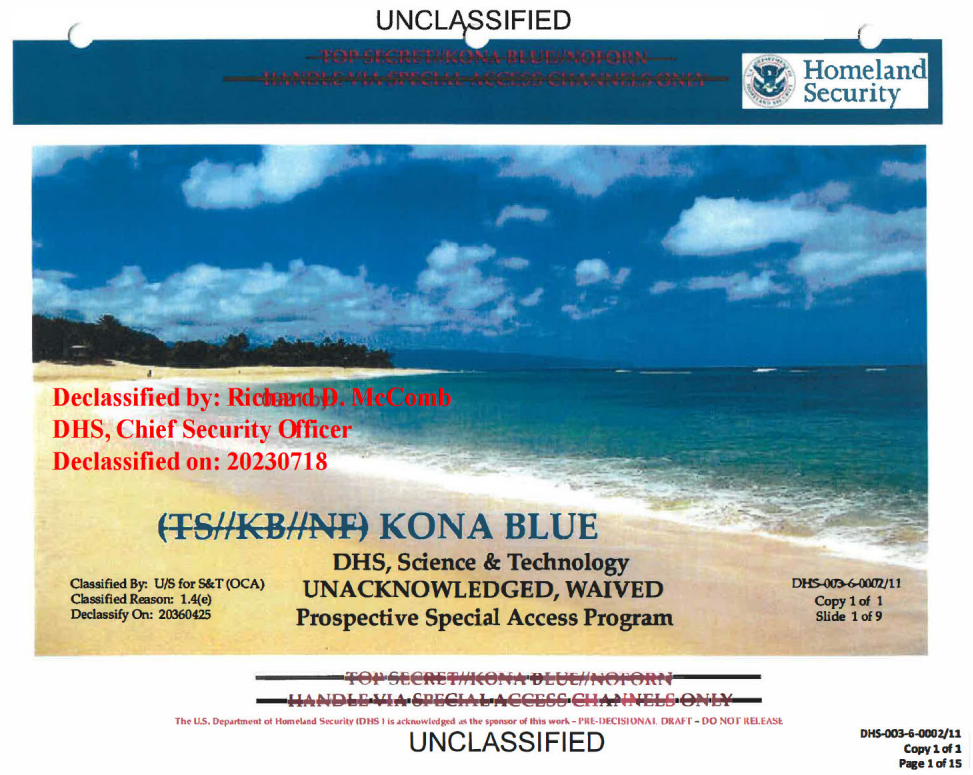 UNCLASSIFIED
TOP SECRET//KONA BLUE//NOFORN
HANDLE VIA SPECIAL ACCESS CHANNELS ONLY
Homeland
Security
Declassified by: Richard D. McComb
DHS, Chief Security Officer
Declassified on: 20230718
(TS//KB//NF) KONA BLUE
DHS, Science & Technology
UNACKNOWLEDGED, WAIVED
Prospective Special Access Program
Classified By: U/S for S&T (OCA)
Classified Reason: 1.4(e)
Declassify On: 20360425
DHS-003-6-0002/11
Copy 1 of 1
Slide 1 of 9
TOP SECRET//KONA BLUE//NOFORN
HANDLE VIA SPECIAL ACCESS CHANNELS ONLY
The U.S. Department of Homeland Security (DHS) is acknowledged as the sponsor of this work – PRE-DECISIONAL DRAFT – DO NOT RELEASE
UNCLASSIFIED
DHS-003-6-0002/11
Copy 1 of 1
Page 1 of 15